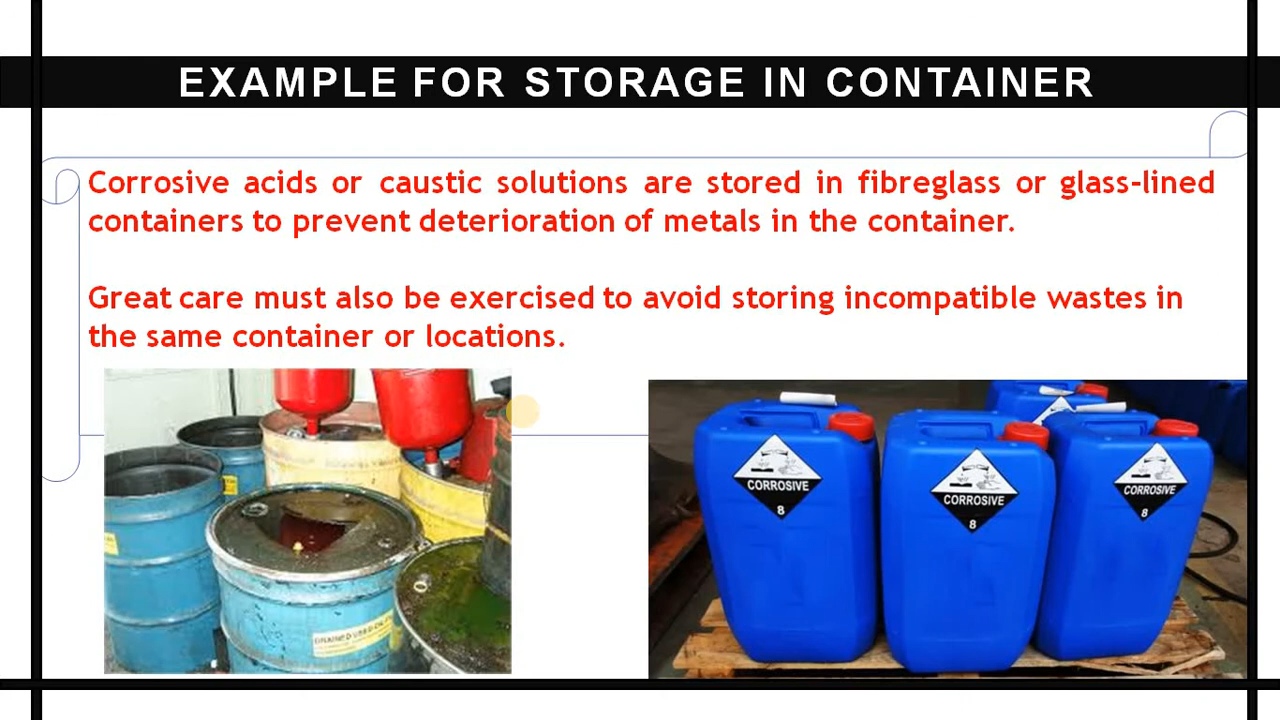 EXAMPLE FOR STORAGE IN CONTAINER
Corrosive acids or caustic solutions are stored in fibreglass or glass-lined
containers to prevent deterioration of metals in the container.
Great care must also be exercised to avoid storing incompatible wastes in
the same container or locations.
CORROSIVE
8
CORROSIVE
8
CORROSIVE
8